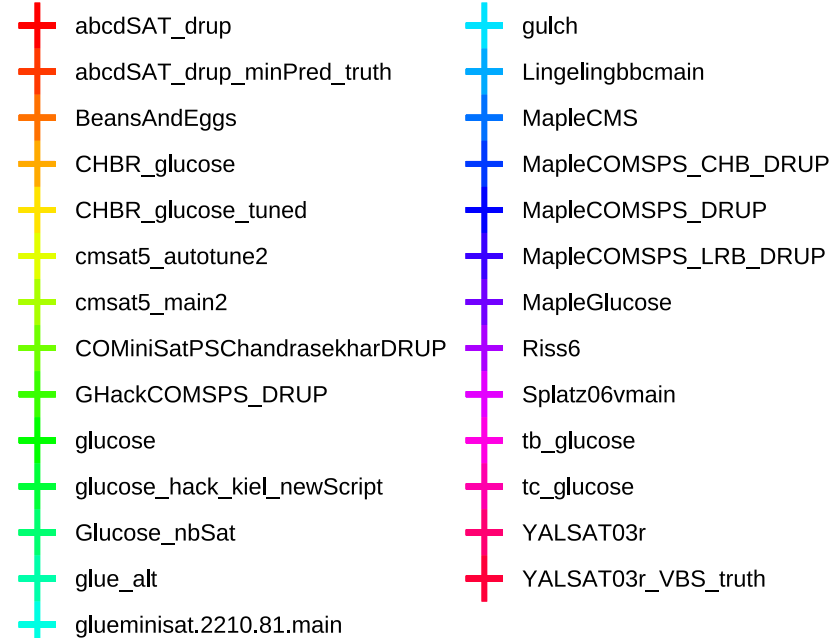 abcdSAT_drup
abcdSAT_drup_minPred_truth
BeansAndEggs
CHBR_glucose
CHBR_glucose_tuned
cmsat5_autotune2
cmsat5_main2
COMiniSatPSChandrasekharDRUP
GHackCOMSPS_DRUP
glucose
glucose_hack_kiel_newScript
Glucose_nbSat
glue_alt
glueminisat.2210.81.main
gulch
Lingelingbbcmain
MapleCMS
MapleCOMSPS_CHB_DRUP
MapleCOMSPS_DRUP
MapleCOMSPS_LRB_DRUP
MapleGlucose
Riss6
Splatz06vmain
tb_glucose
tc_glucose
YALSAT03r
YALSAT03r_VBS_truth